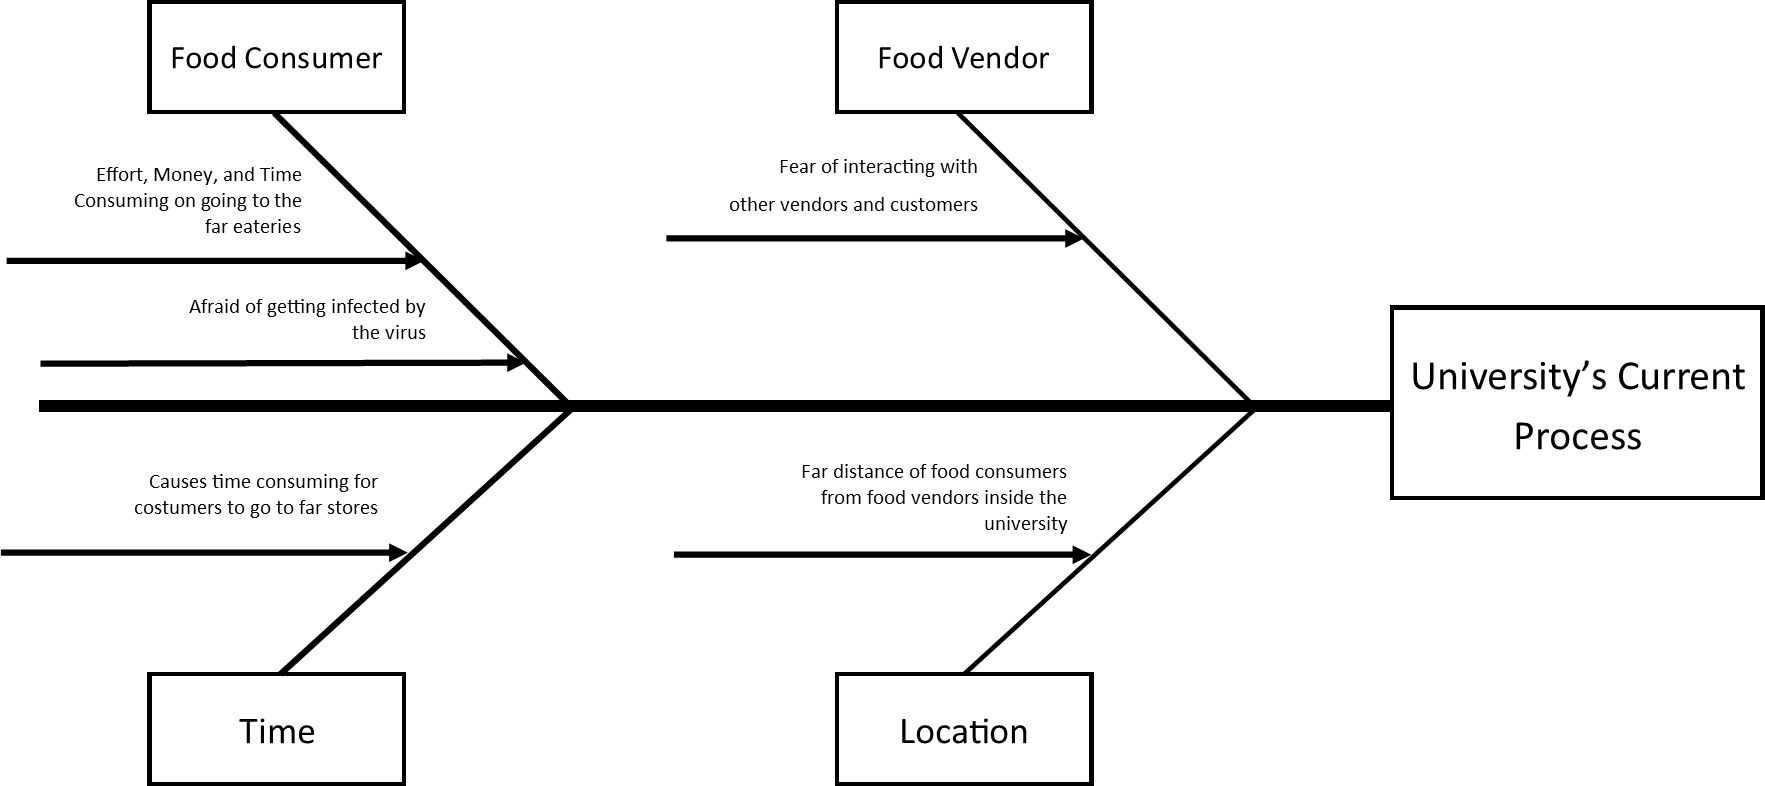 Food Consumer
Food Vendor
Effort, Money, and Time
Consuming on going to the
far eateries
Afraid of getting infected by
the virus
Fear of interacting with
other vendors and customers
University’s Current
Process
Causes time consuming for
costumers to go to far stores
Far distance of food consumers
from food vendors inside the
university
Time
Location